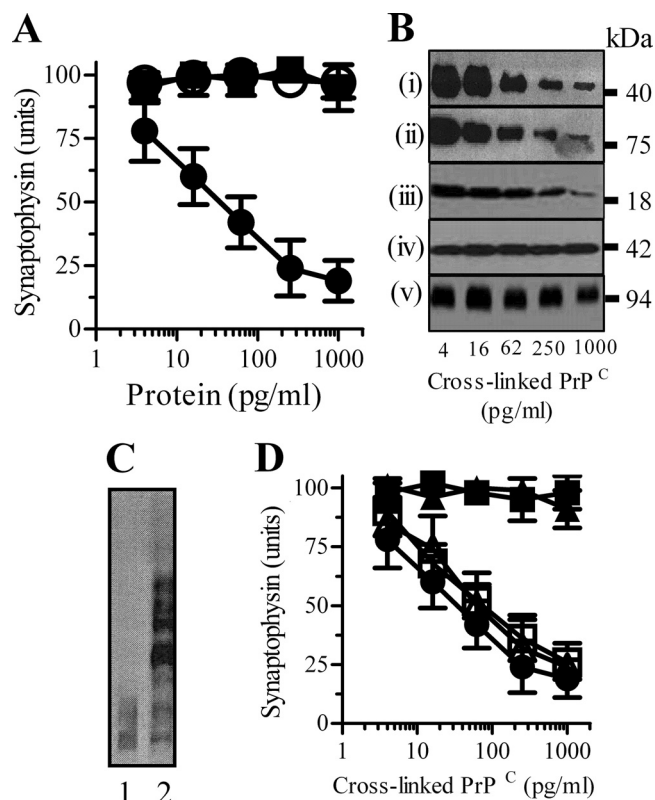 A
Synaptophysin (units)
100
75
50
25
0
1 10 100 1000
Protein (pg/ml)
B
kDa
(i) 40
(ii) 75
(iii) 18
(iv) 42
(v) 94
4 16 62 250 1000
Cross-linked PrP C
(pg/ml)
C
1 2
D
Synaptophysin (units)
100
75
50
25
0
1 10 100 1000
Cross-linked PrP C (pg/ml)